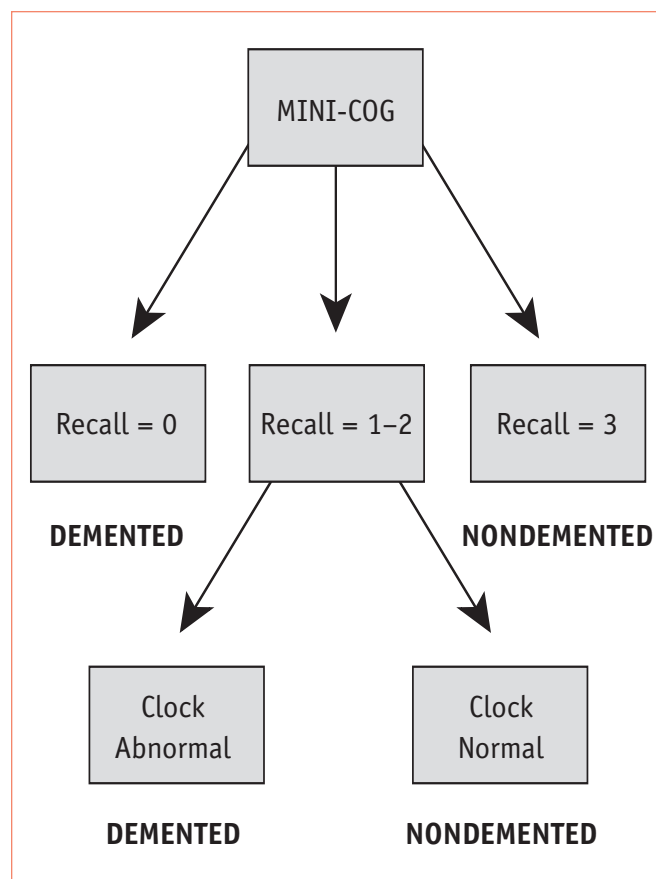 MINI-COG
Recall = 0
Recall = 1–2
Recall = 3
DEMENTED
NONDEMENTED
Clock
Abnormal
Clock
Normal
DEMENTED
NONDEMENTED